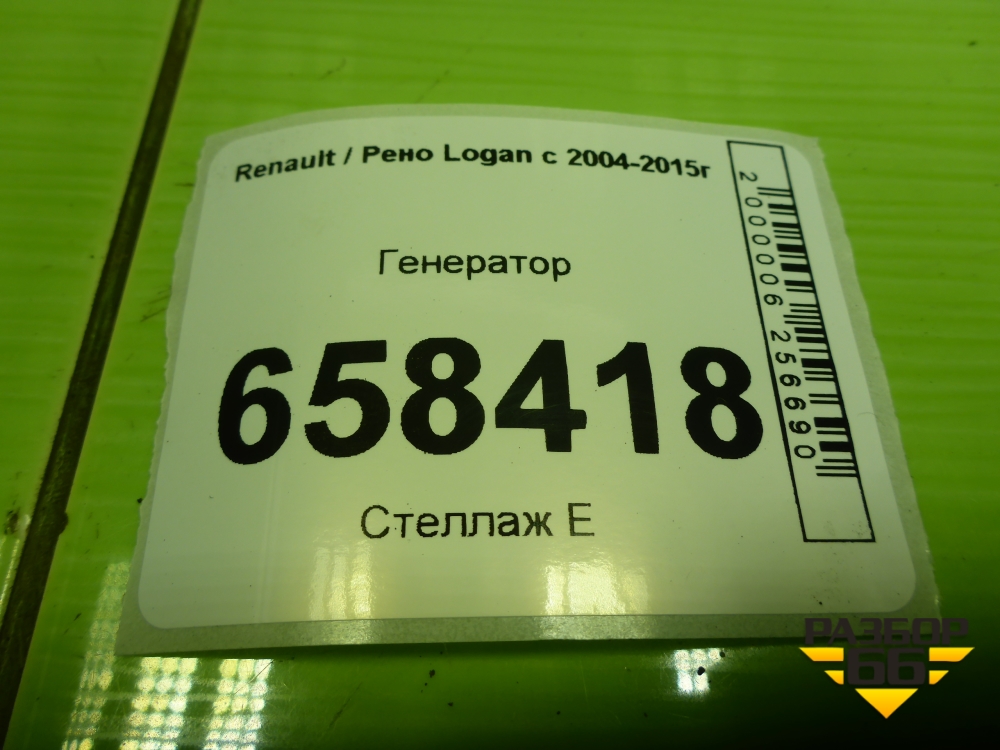 Renault / Рено Logan с 2004-2015г
Генератор
658418
Стеллаж Е
2000006256690
РАЗБОР
66